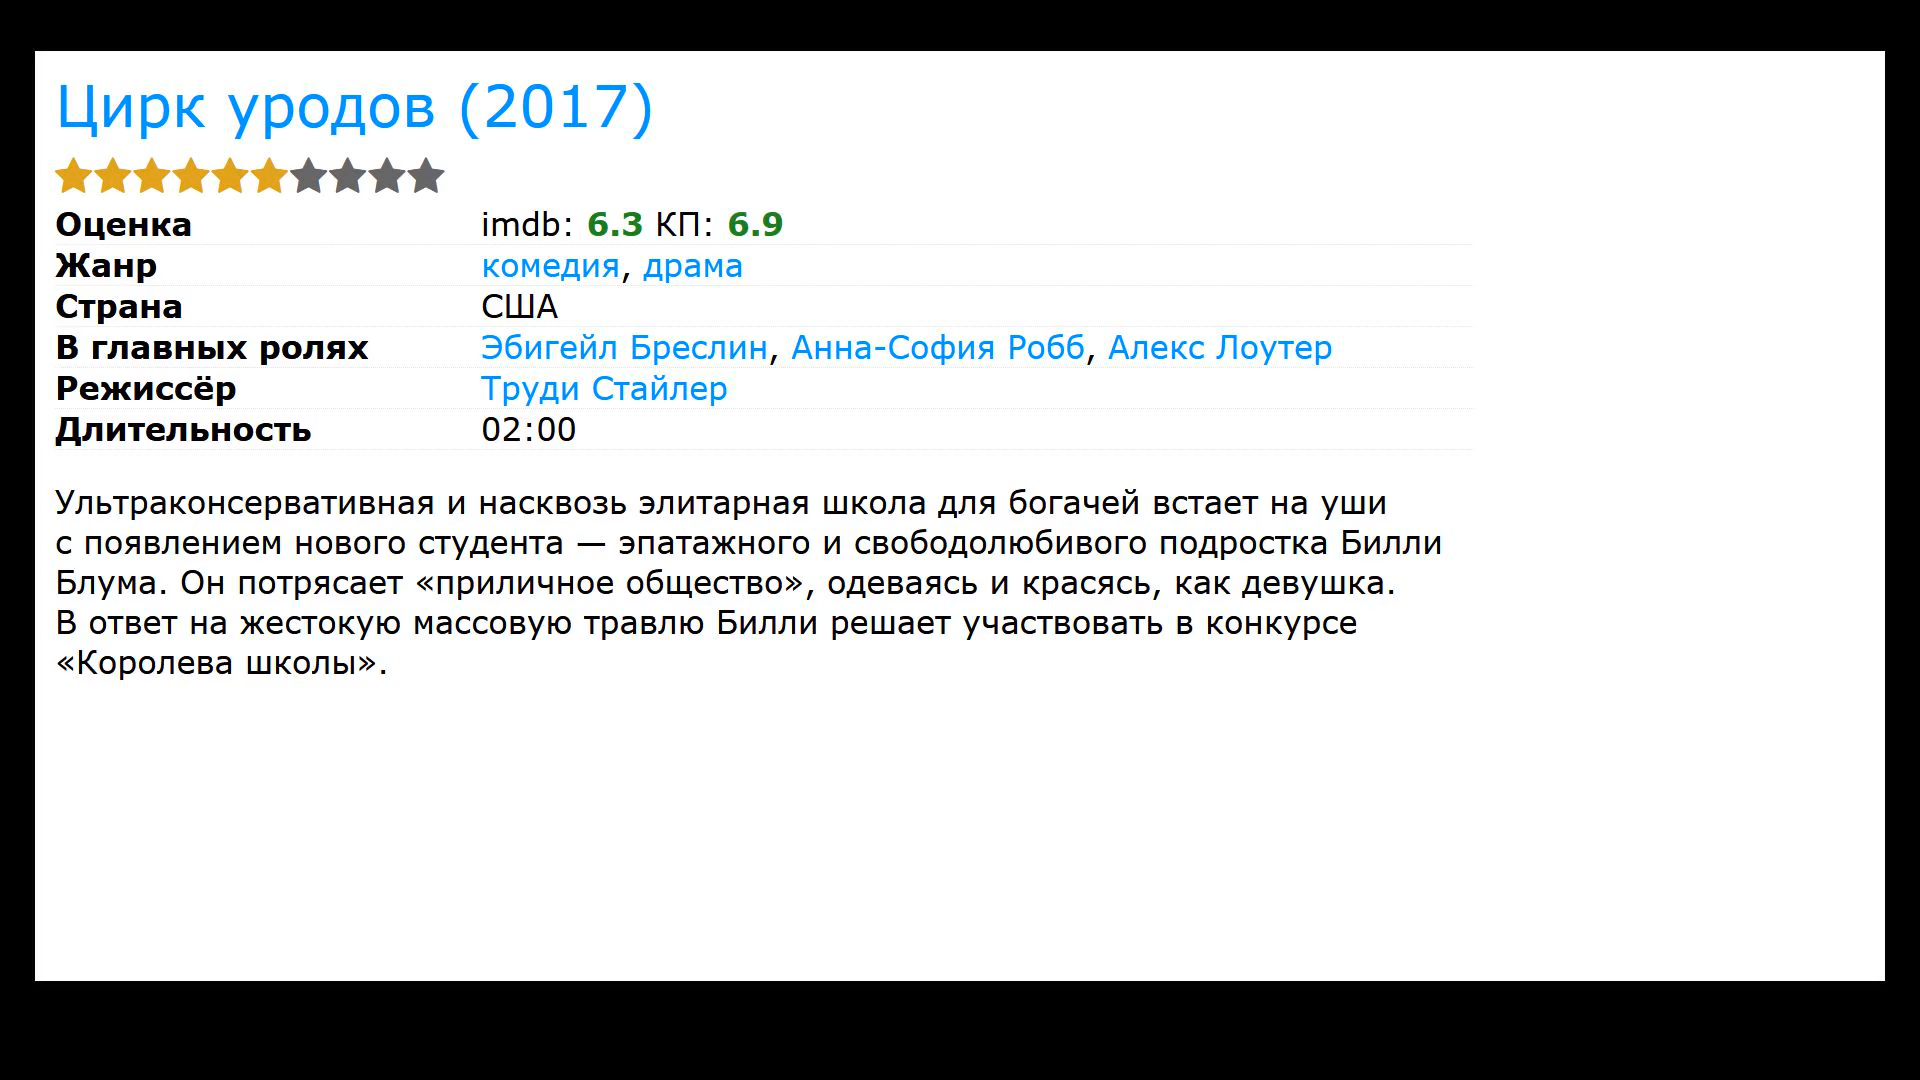 Цирк уродов (2017)
Оценка imdb: 6.3 КП: 6.9
Жанр комедия, драма
Страна США
В главных ролях Эбигейл Бреслин, Анна-София Робб, Алекс Лоутер
Режиссёр Труди Стайлер
Длительность 02:00
Ультраконсервативная и насквозь элитарная школа для богачей встает на уши
с появлением нового студента — эпатажного и свободолюбивого подростка Билли
Блума. Он потрясает «приличное общество», одеваясь и красясь, как девушка.
В ответ на жестокую массовую травлю Билли решает участвовать в конкурсе
«Королева школы».